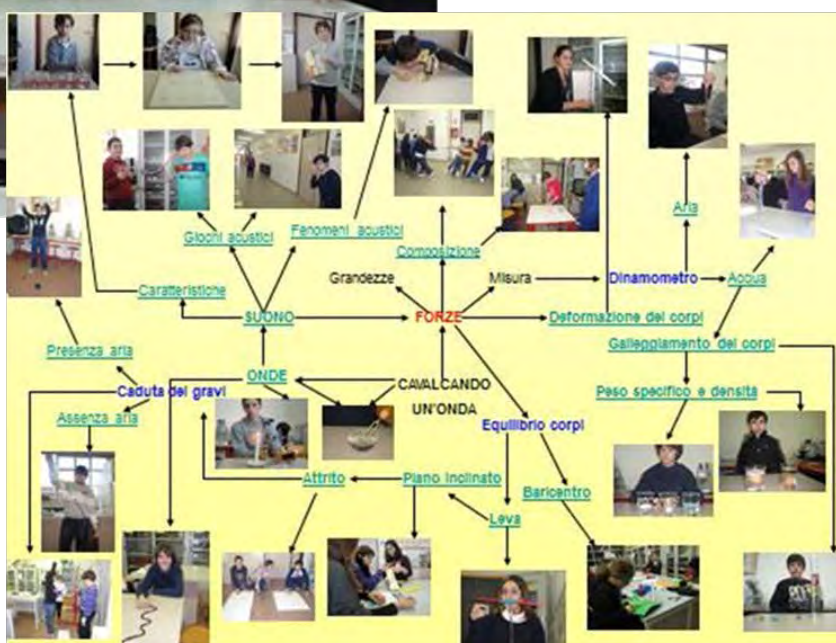 Aria
Giochi acustici
Fenomeni acustici
Composizione
Grandezze
Misura
Dinamometro
Acqua
Caratteristiche
SUONO
FORZE
Deformazione dei corpi
Galleggiamento dei corpi
Presenza aria
ONDE
CAVALCANDO
UN'ONDA
Caduta dei gravi
Peso specifico e densità
Assenza aria
Equilibrio corpi
Attrito
Piano inclinato
Baricentro
Leva